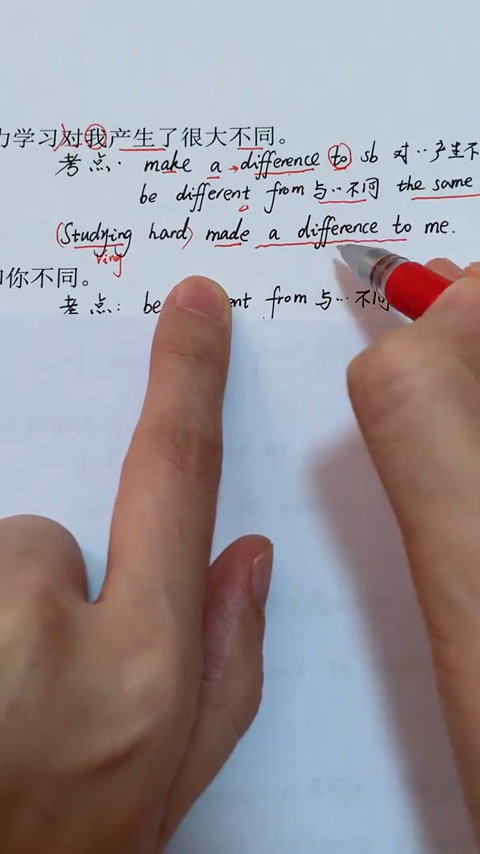 力学习对我产生了很大不同。
考点: make a →difference to sb 对··产生不
be different from 与··不同 the same
(Studying hard) made a difference to me.
Ving
你不同。
考点: be ent from 与··不同